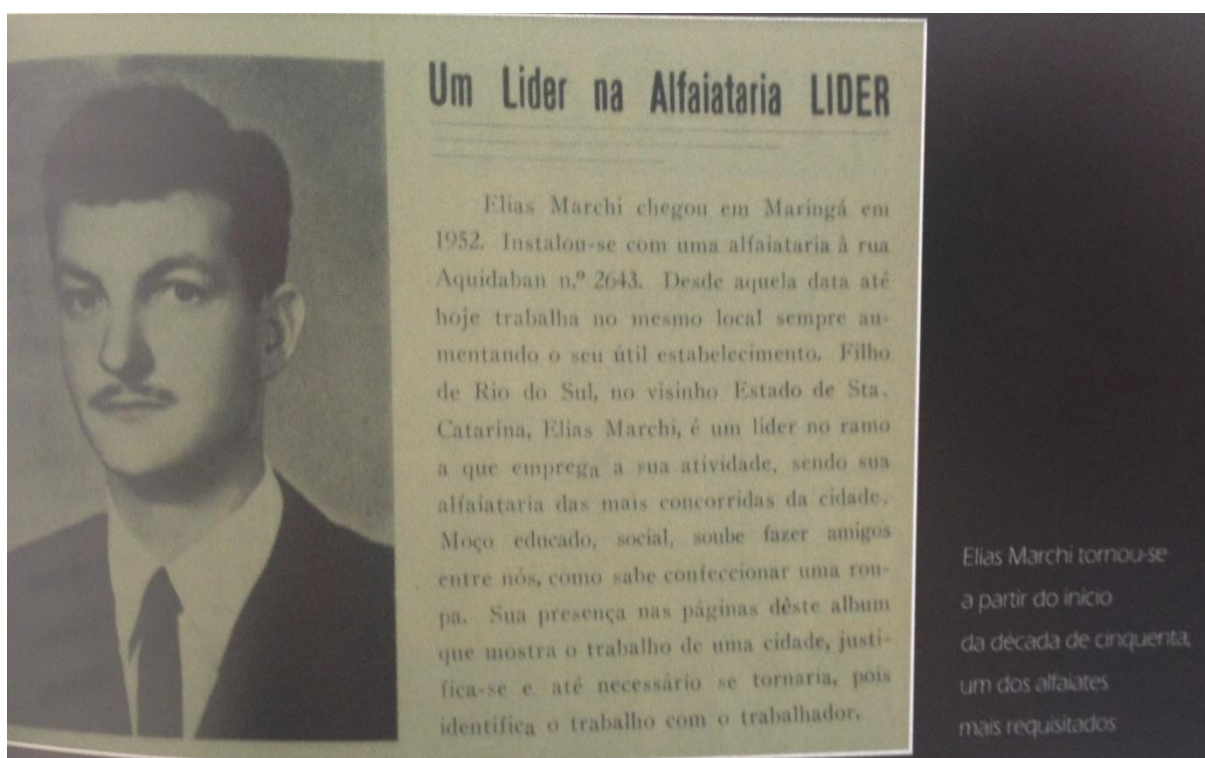 Um Lider na Alfaiataria LIDER
Elias Marchi chegou em Maringá em
1952. Instalou-se com uma alfaiataria à rua
Aquidaban n.º 2643. Desde aquela data até
hoje trabalha no mesmo local sempre au-
mentando o seu útil estabelecimento. Filho
de Rio do Sul, no visinho Estado de Sta.
Catarina, Elias Marchi, é um lider no ramo
a que emprega a sua atividade, sendo sua
alfaiataria das mais concorridas da cidade.
Moço educado, social, soube fazer amigos
entre nós, como sabe confeccionar uma rou-
pa. Sua presença nas páginas dêste album
que mostra o trabalho de uma cidade, justi-
fica-se e até necessário se tornaria, pois
identifica o trabalho com o trabalhador.
Elias Marchi tornou-se
a partir do início
da década de cinquenta,
um dos alfaiates
mais requisitados